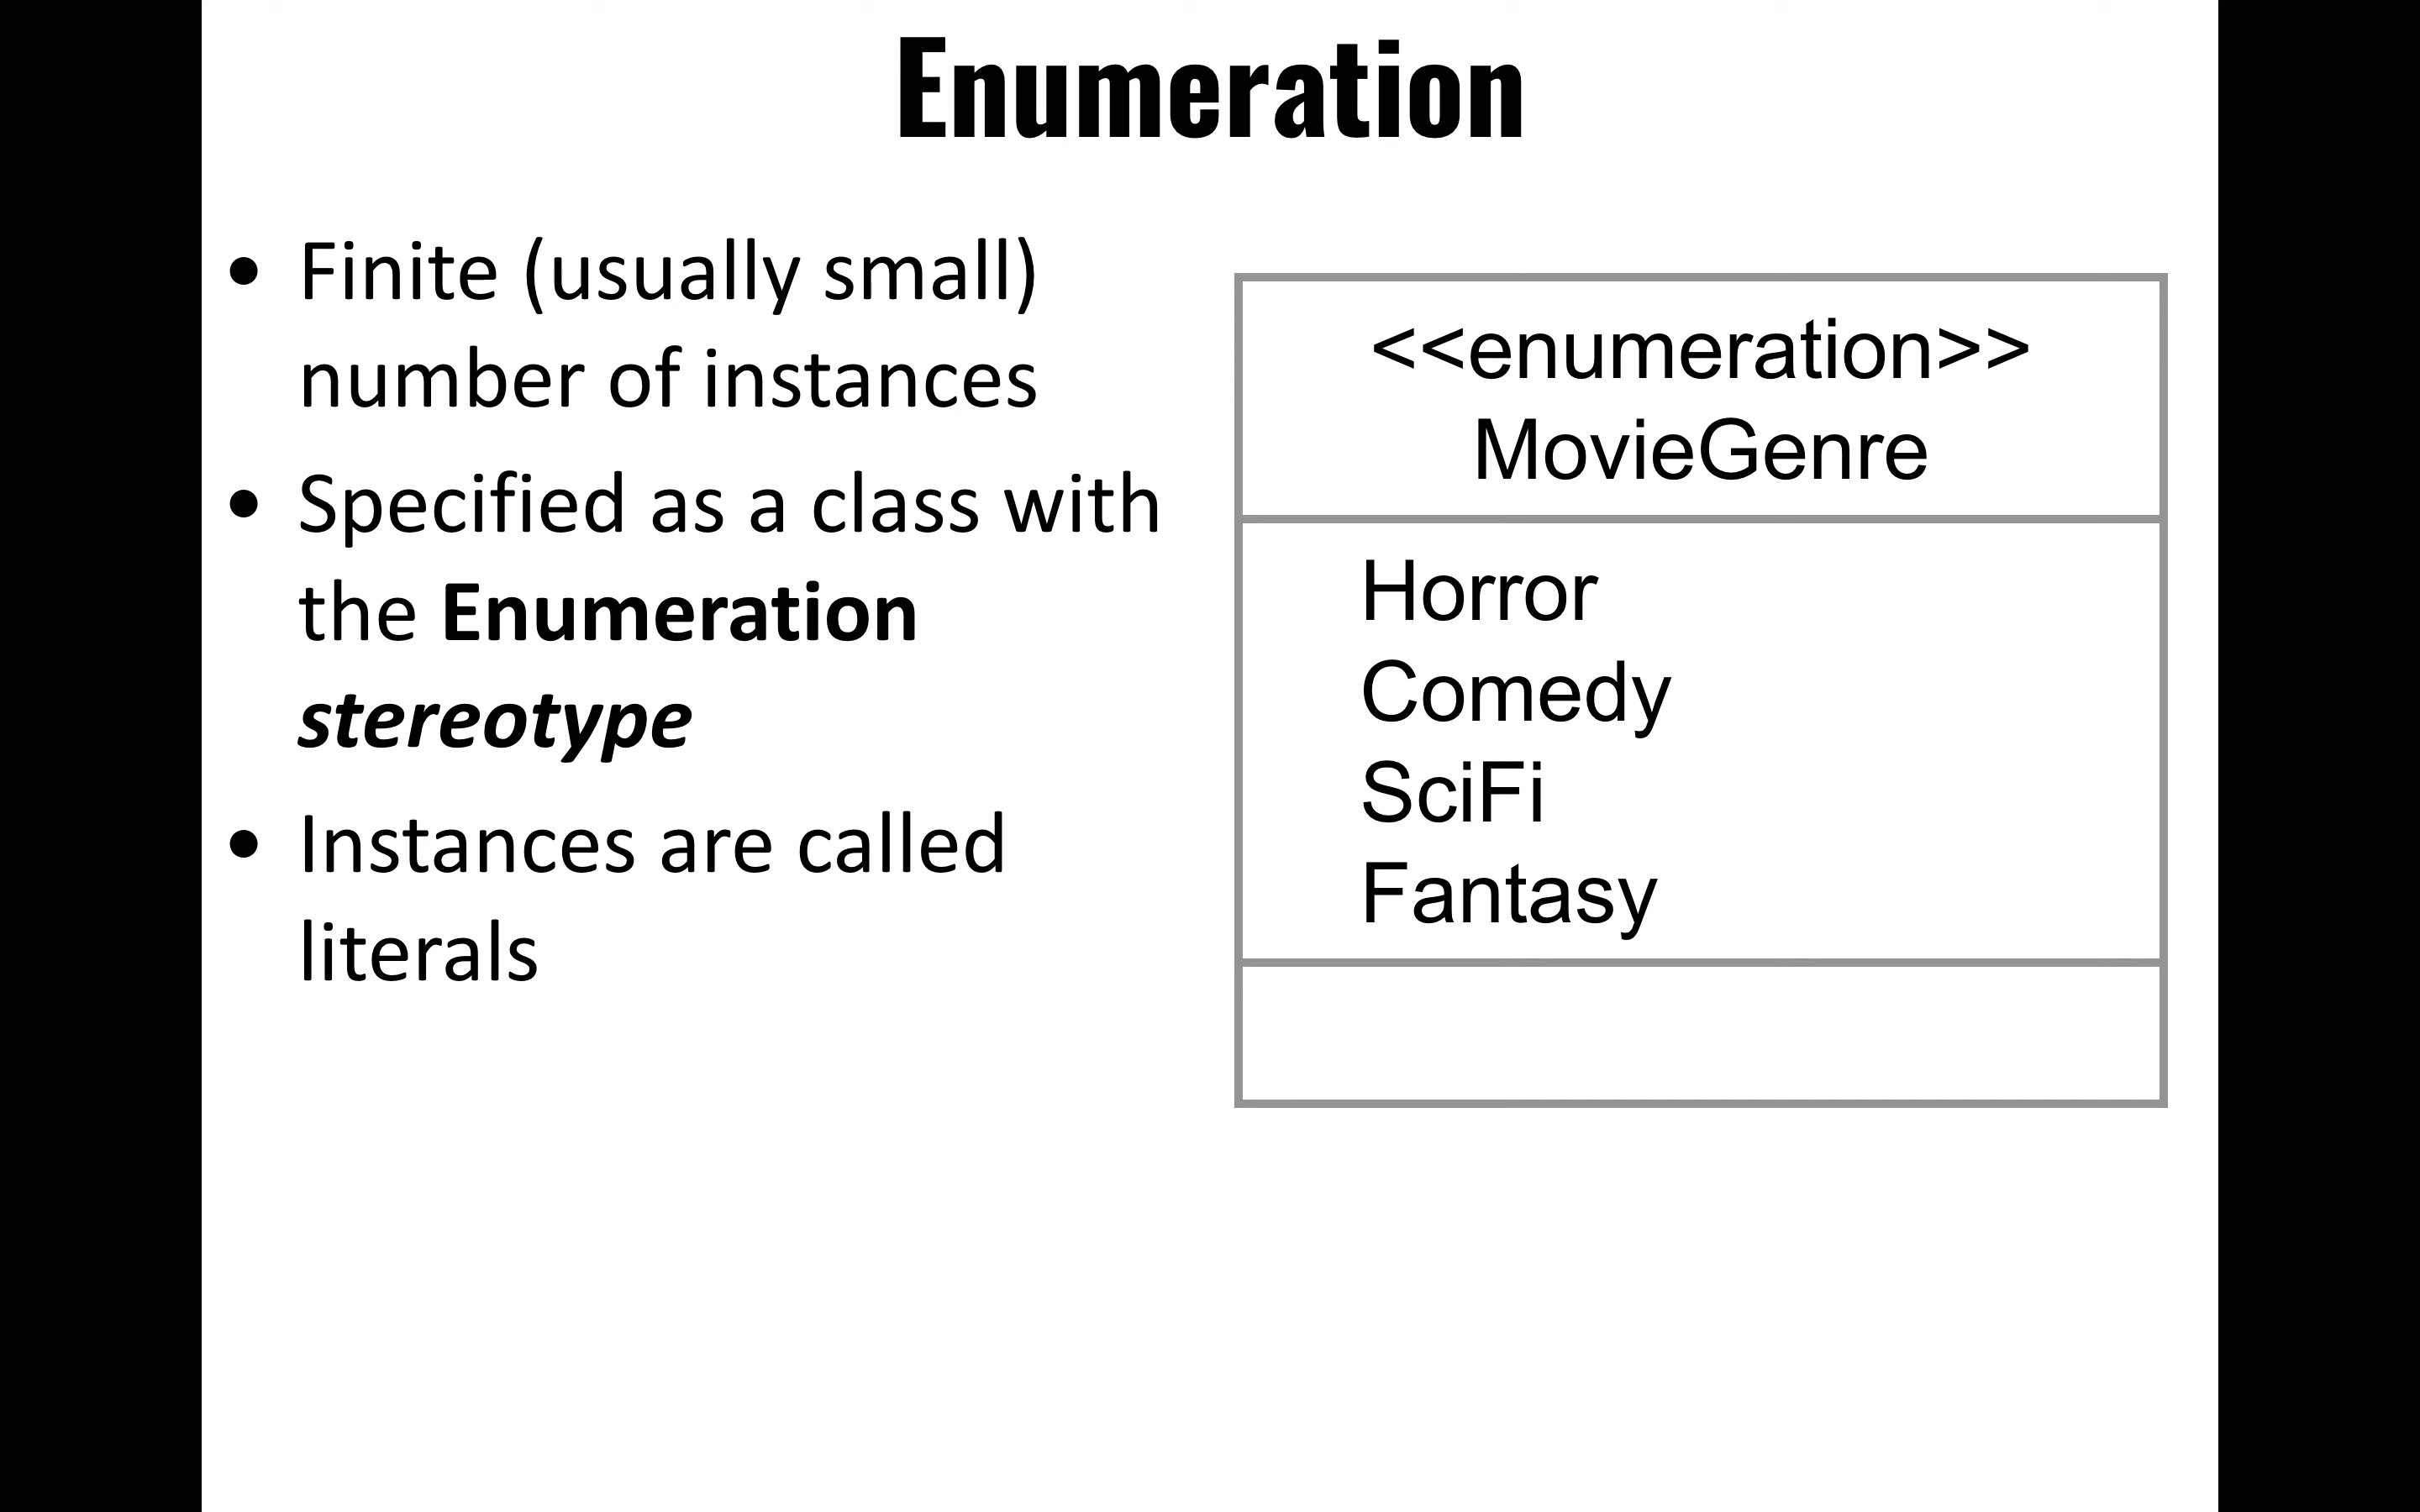 Enumeration
• Finite (usually small)
number of instances
• Specified as a class with
the Enumeration
stereotype
• Instances are called
literals
<<enumeration>>
MovieGenre
Horror
Comedy
SciFi
Fantasy